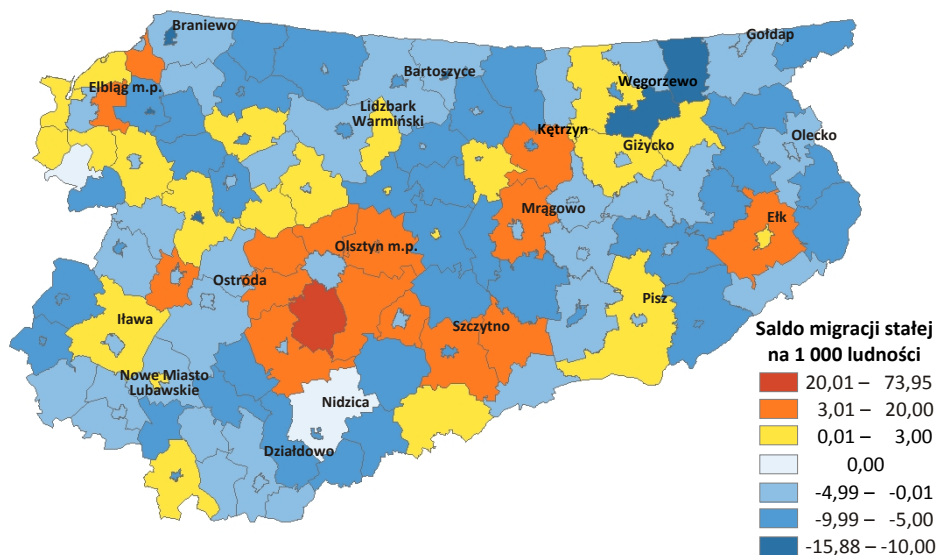 Braniewo
Gołdap
Elbląg m.p.
Bartoszyce
Węgorzewo
Lidzbark
Warmiński
Kętrzyn
Olecko
Giżycko
Mrągowo
Ełk
Olsztyn m.p.
Ostróda
Pisz
Iława
Szczytno
Nowe Miasto
Lubawskie
Nidzica
Działdowo
Saldo migracji stałej
na 1 000 ludności
20,01 – 73,95
3,01 – 20,00
0,01 – 3,00
0,00
-4,99 – -0,01
-9,99 – -5,00
-15,88 – -10,00